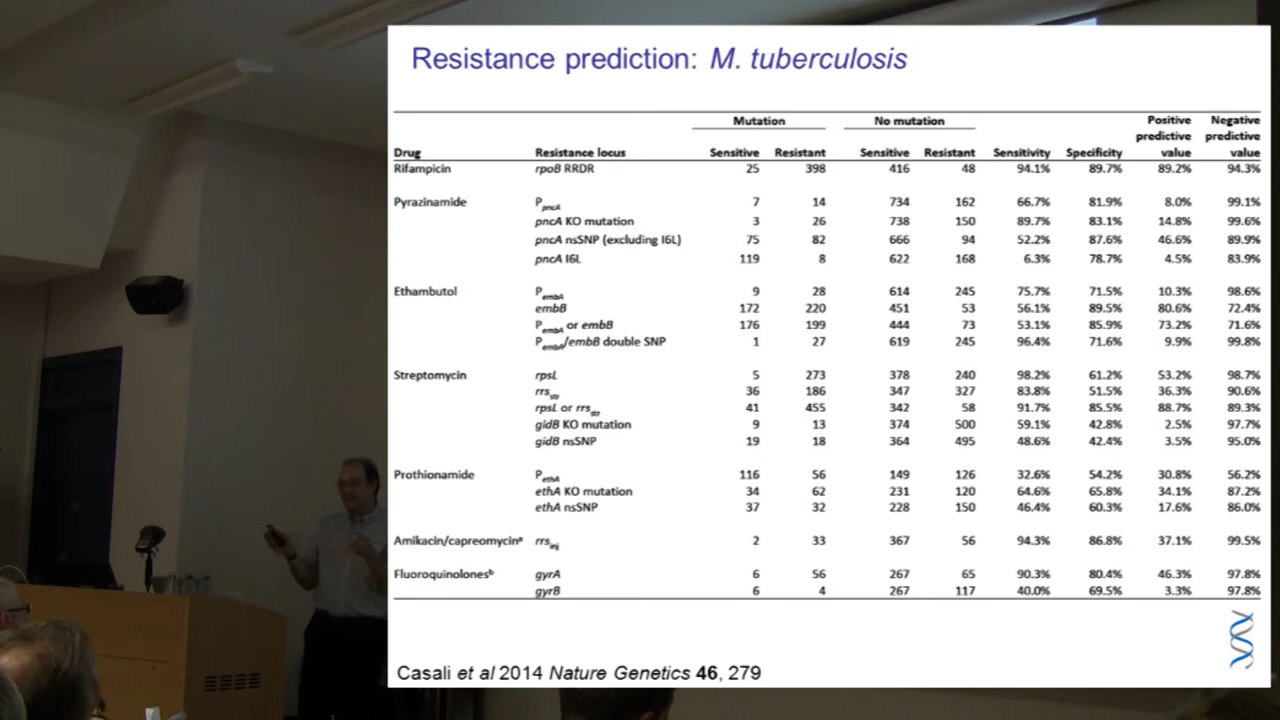 Resistance prediction: M. tuberculosis
Mutation No mutation Positive predictive value Negative predictive value
Drug Resistance locus Sensitive Resistant Sensitive Resistant Sensitivity Specificity
Rifampicin rpoB RRDR 25 398 416 48 94.1% 89.7% 89.2% 94.3%
Pyrazinamide PpncA 7 14 734 162 66.7% 81.9% 8.0% 99.1%
pncA KO mutation 3 26 738 150 89.7% 83.1% 14.8% 99.6%
pncA nsSNP (excluding I6L) 75 82 666 94 52.2% 87.6% 46.6% 89.9%
pncA I6L 119 8 622 168 6.3% 78.7% 4.5% 83.9%
Ethambutol PembA 9 28 614 245 75.7% 71.5% 10.3% 98.6%
embB 172 220 451 53 56.1% 89.5% 80.6% 72.4%
PembA or embB 176 199 444 73 53.1% 85.9% 73.2% 71.6%
PembA/embB double SNP 1 27 619 245 96.4% 71.6% 9.9% 99.8%
Streptomycin rpsL 5 273 378 240 98.2% 61.2% 53.2% 98.7%
rrsstr 36 186 347 327 83.8% 51.5% 36.3% 90.6%
rpsL or rrsstr 41 455 342 58 91.7% 85.5% 88.7% 89.3%
gidB KO mutation 9 13 374 500 59.1% 42.8% 2.5% 97.7%
gidB nsSNP 19 18 364 495 48.6% 42.4% 3.5% 95.0%
Prothionamide PethA 116 56 149 126 32.6% 54.2% 30.8% 56.2%
ethA KO mutation 34 62 231 120 64.6% 65.8% 34.1% 87.2%
ethA nsSNP 37 32 228 150 46.4% 60.3% 17.6% 86.0%
Amikacin/capreomycinª rrsinj 2 33 367 56 94.3% 86.8% 37.1% 99.5%
Fluoroquinolonesᵇ gyrA 6 56 267 65 90.3% 80.4% 46.3% 97.8%
gyrB 6 4 267 117 40.0% 69.5% 3.3% 97.8%
Casali et al 2014 Nature Genetics 46, 279